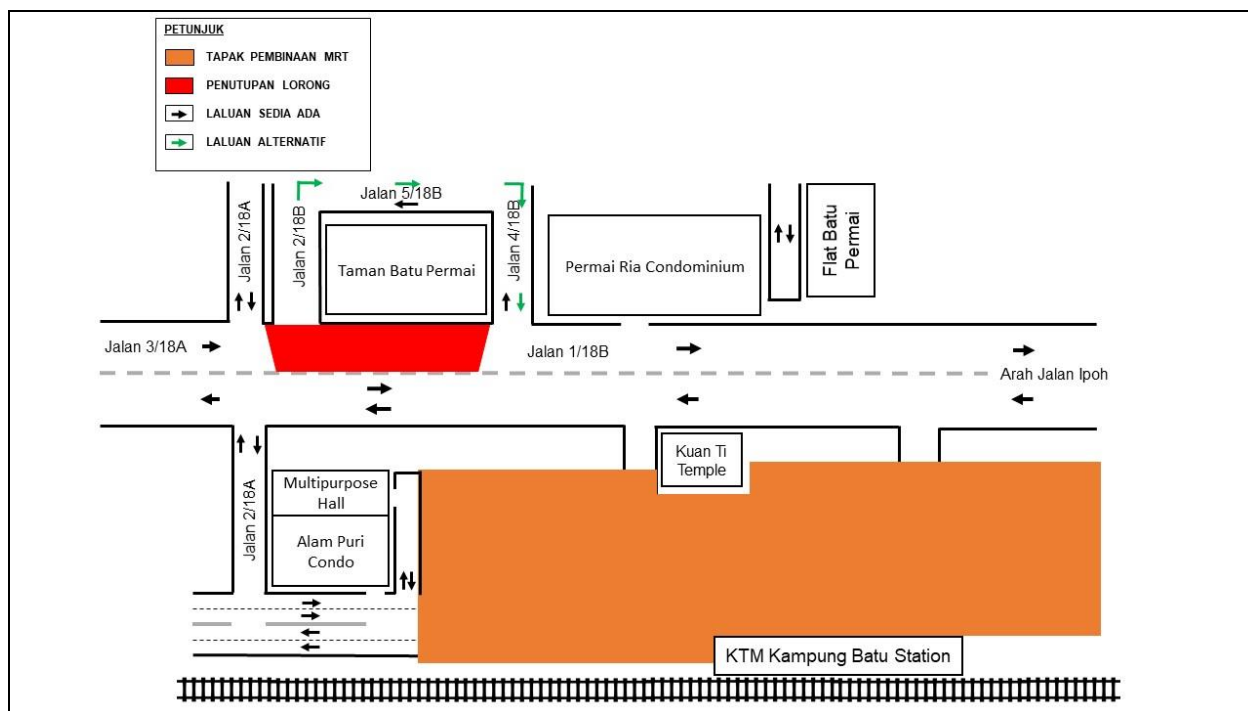 PETUNJUK
TAPAK PEMBINAAN MRT
PENUTUPAN LORONG
LALUAN SEDIA ADA
LALUAN ALTERNATIF
Jalan 2/18A
Jalan 2/18B
Jalan 5/18B
Jalan 4/18B
Taman Batu Permai
Permai Ria Condominium
Flat Batu
Permai
Jalan 3/18A
Jalan 1/18B
Arah Jalan Ipoh
Jalan 2/18A
Multipurpose
Hall
Alam Puri
Condo
Kuan Ti
Temple
KTM Kampung Batu Station